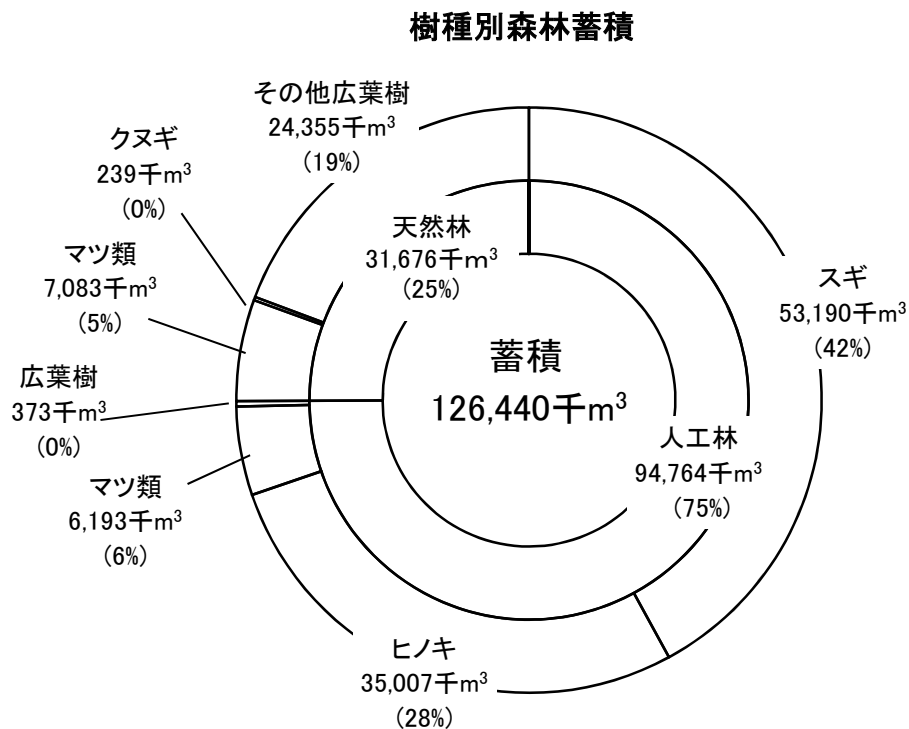 樹種別森林蓄積
その他広葉樹
24,355千m³
(19%)
クヌギ
239千m³
(0%)
マツ類
7,083千m³
(5%)
広葉樹
373千m³
(0%)
マツ類
6,193千m³
(6%)
天然林
31,676千m³
(25%)
蓄積
126,440千m³
スギ
53,190千m³
(42%)
人工林
94,764千m³
(75%)
ヒノキ
35,007千m³
(28%)